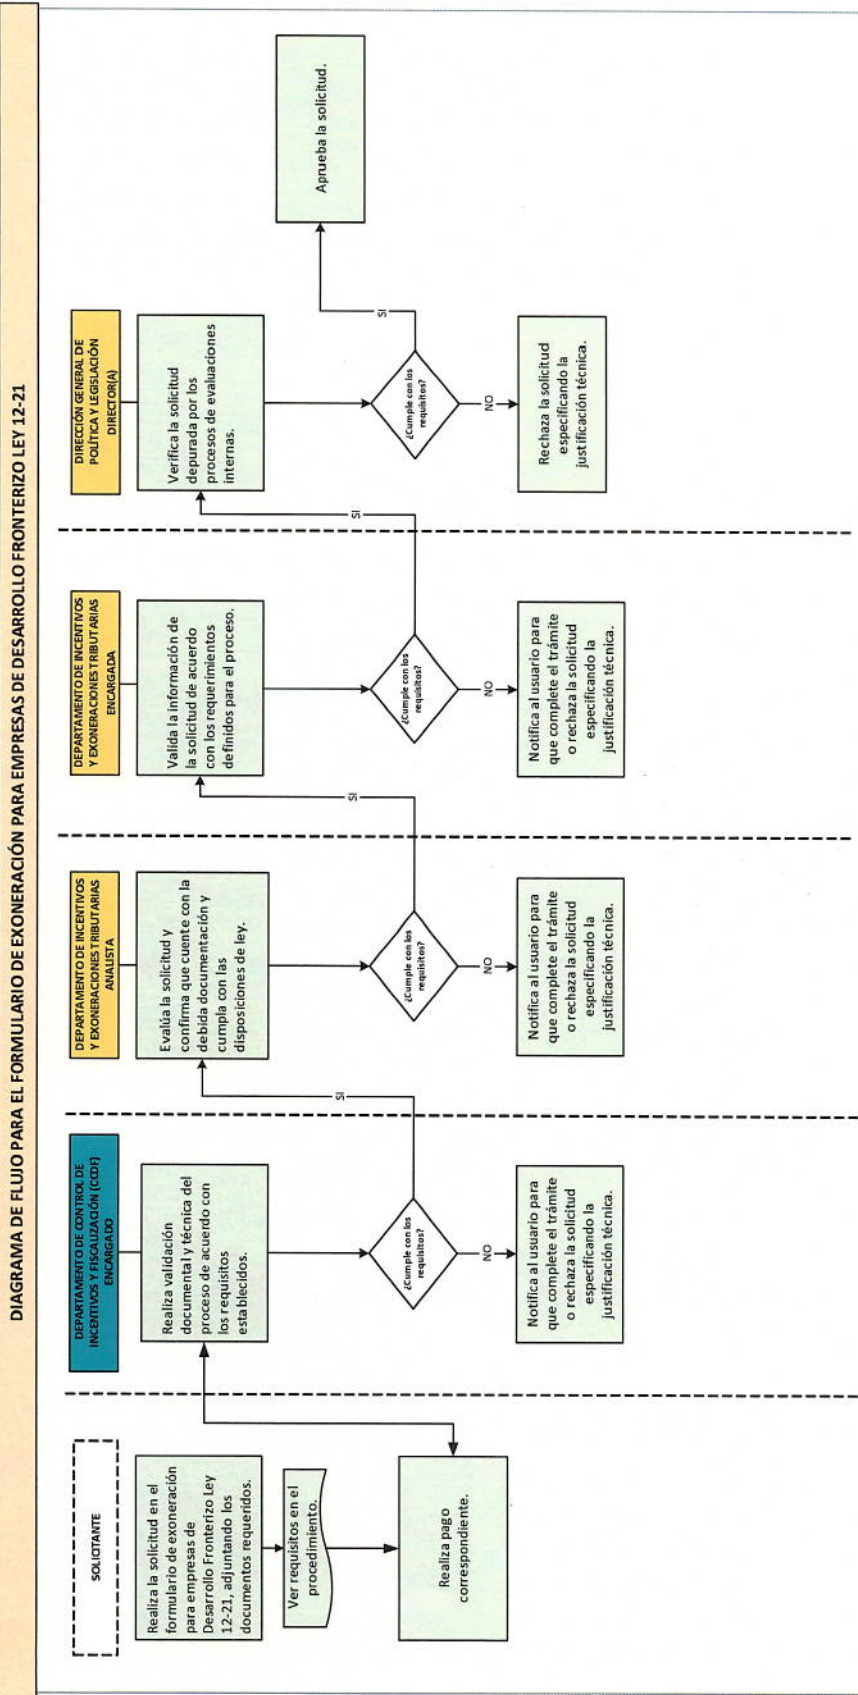 DIAGRAMA DE FLUJO PARA EL FORMULARIO DE EXONERACIÓN PARA EMPRESAS DE DESARROLLO FRONTERIZO LEY 12-21
SOLICITANTE
Realiza la solicitud en el
formulario de exoneración
para empresas de
Desarrollo Fronterizo Ley
12-21, adjuntando los
documentos requeridos.
Ver requisitos en el
procedimiento.
Realiza pago
correspondiente.
DEPARTAMENTO DE CONTROL DE
INCENTIVOS Y FISCALIZACIÓN (CCDF)
ENCARGADO
Realiza validación
documental y técnica del
proceso de acuerdo con
los requisitos
establecidos.
¿Cumple con los
requisitos?
SI
NO
Notifica al usuario para
que complete el trámite
o rechaza la solicitud
especificando la
justificación técnica.
DEPARTAMENTO DE INCENTIVOS
Y EXONERACIONES TRIBUTARIAS
ANALISTA
Evalúa la solicitud y
confirma que cuente con la
debida documentación y
cumpla con las
disposiciones de ley.
¿Cumple con los
requisitos?
SI
NO
Notifica al usuario para
que complete el trámite
o rechaza la solicitud
especificando la
justificación técnica.
DEPARTAMENTO DE INCENTIVOS
Y EXONERACIONES TRIBUTARIAS
ENCARGADA
Valida la información de
la solicitud de acuerdo
con los requerimientos
definidos para el proceso.
¿Cumple con los
requisitos?
SI
NO
Notifica al usuario para
que complete el trámite
o rechaza la solicitud
especificando la
justificación técnica.
DIRECCIÓN GENERAL DE
POLÍTICA Y LEGISLACIÓN
DIRECTOR(A)
Verifica la solicitud
depurada por los
procesos de evaluaciones
internas.
¿Cumple con los
requisitos?
SI
NO
Rechaza la solicitud
especificando la
justificación técnica.
Aprueba la solicitud.